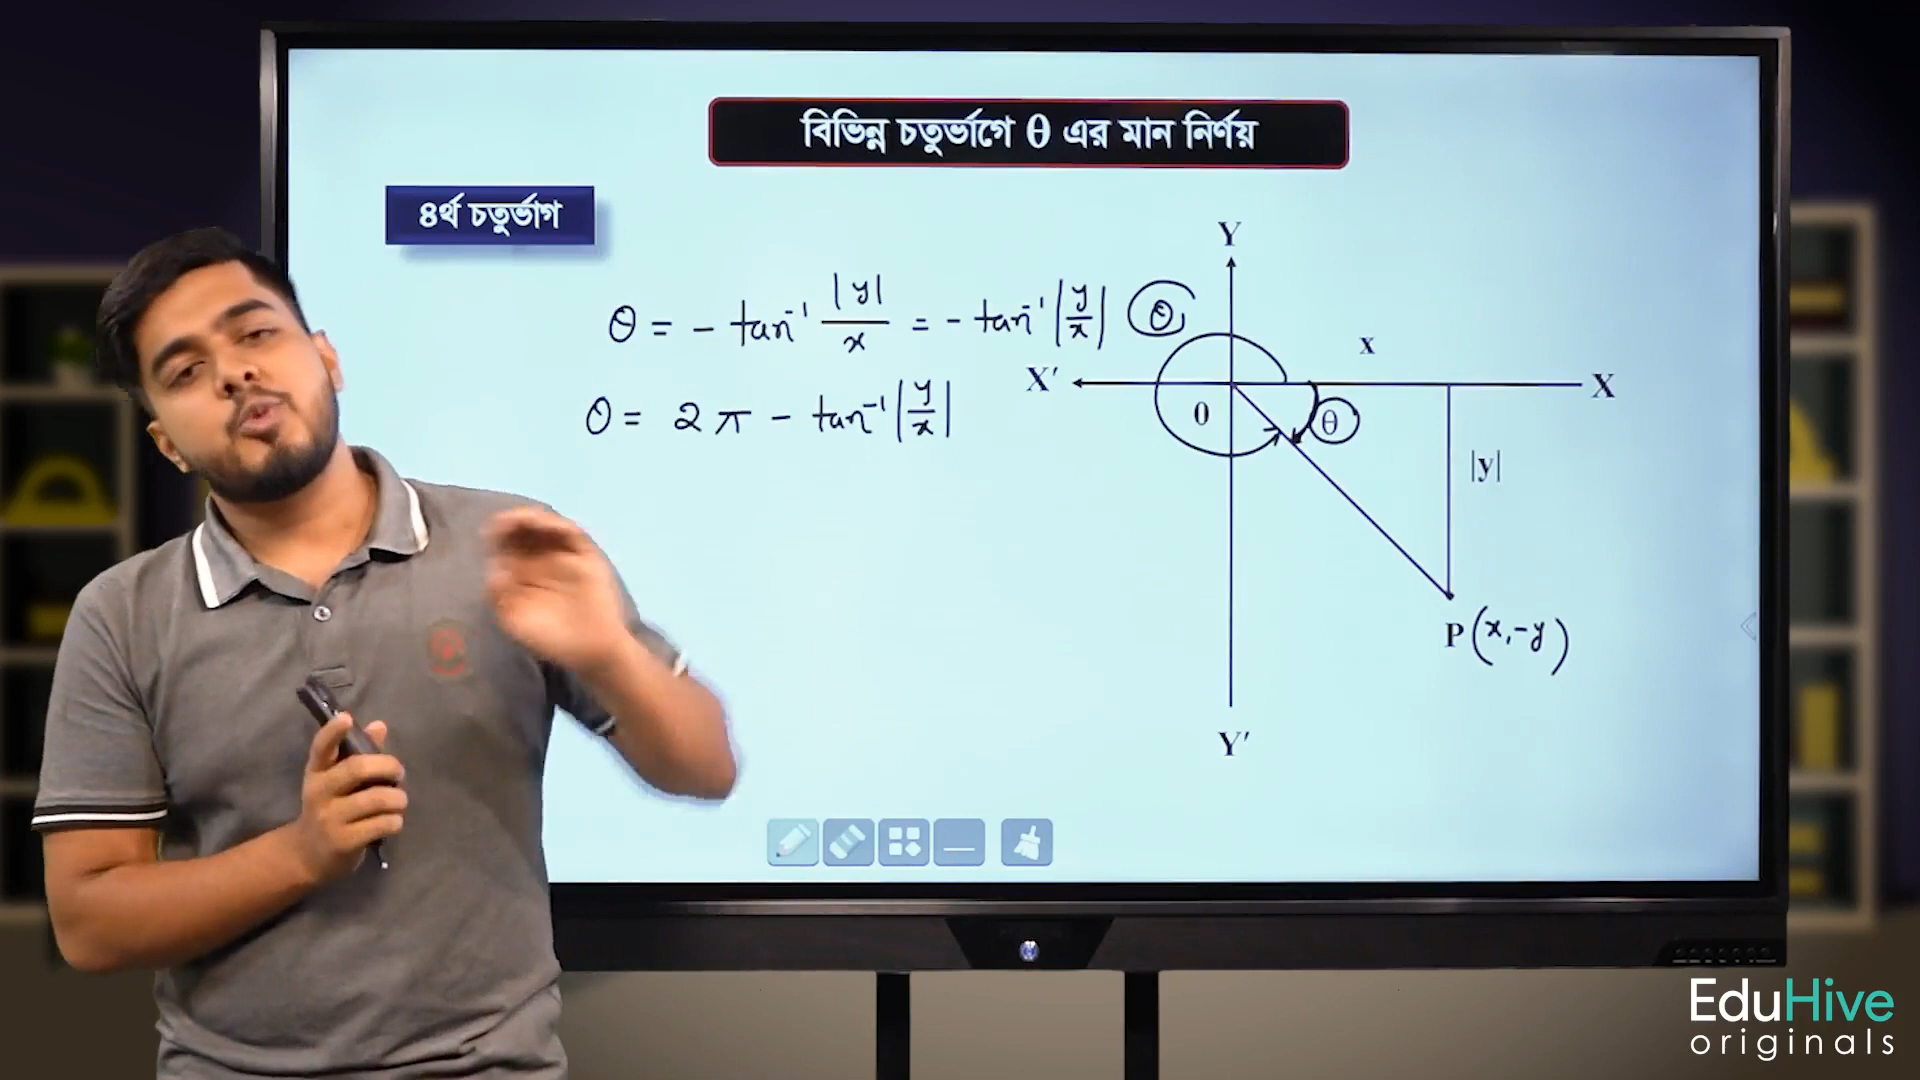 বিভিন্ন চতুর্ভাগে θ এর মান নির্ণয়
৪র্থ চতুর্ভাগ
θ = - tan⁻¹ |y|/x = - tan⁻¹ |y/x|
θ
θ = 2π - tan⁻¹ |y/x|
Y
x
X′
X
0
θ
|y|
P (x, -y)
Y′
EduHive
originals